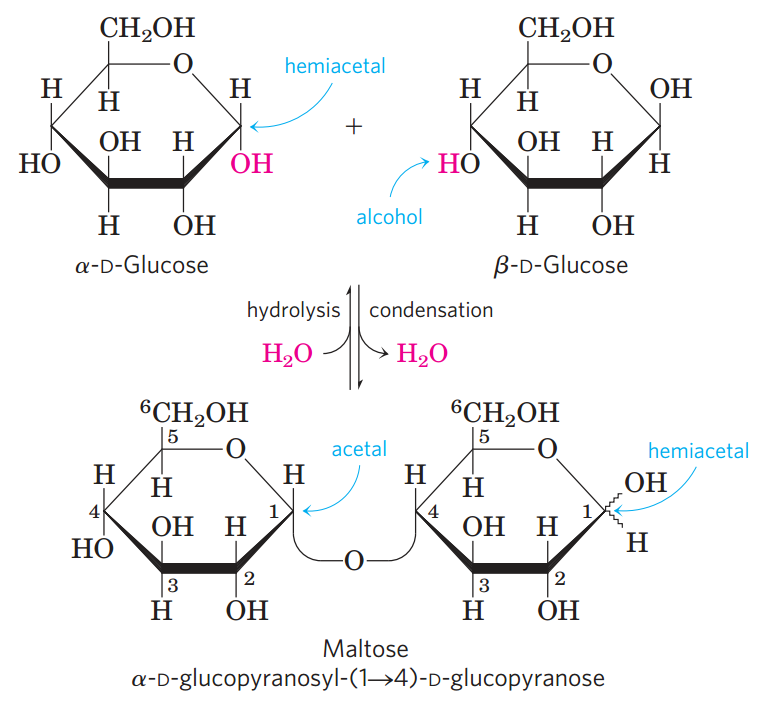 CH₂OH CH₂OH
O O
hemiacetal
H H H OH
H H
+
OH H OH H
HO OH HO H
alcohol
H OH H OH
α-D-Glucose β-D-Glucose
hydrolysis condensation
H₂O H₂O
⁶CH₂OH ⁶CH₂OH
5 O 5 O
acetal hemiacetal
H H H OH
H H
4 1 4 1
OH H OH H
HO H
O
3 2 3 2
H OH H OH
Maltose
α-D-glucopyranosyl-(1→4)-D-glucopyranose